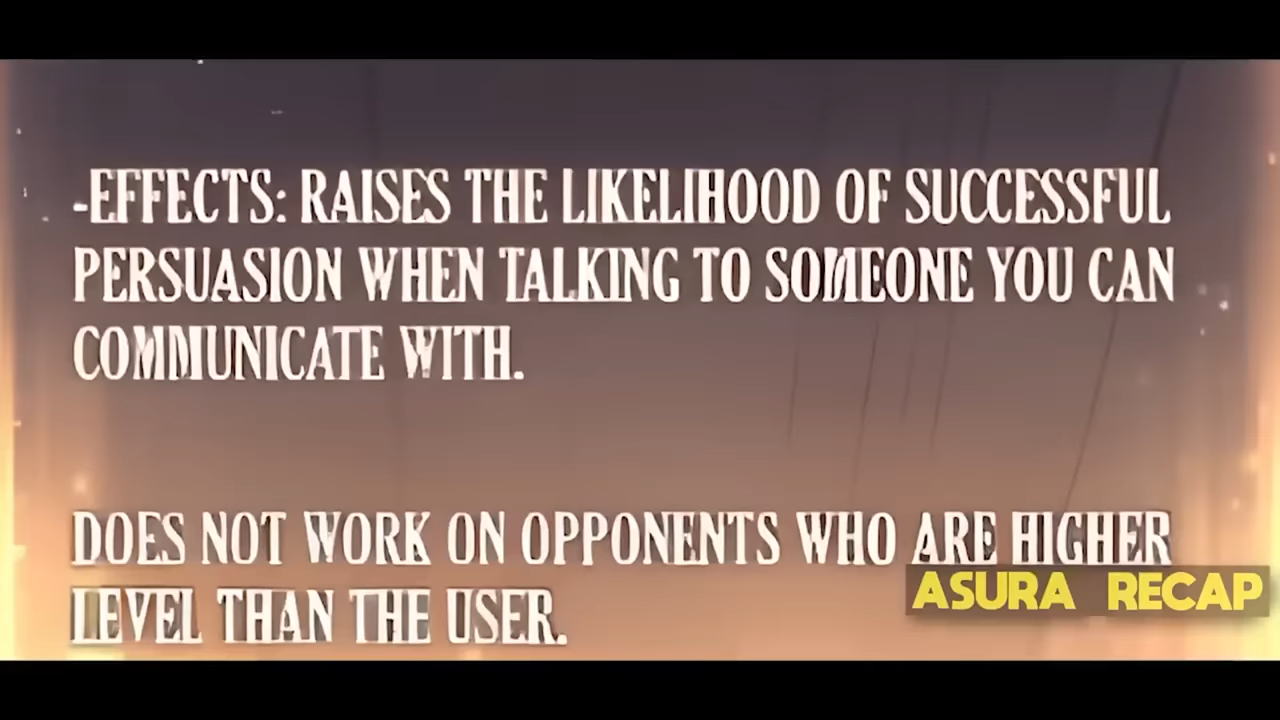 -EFFECTS: RAISES THE LIKELIHOOD OF SUCCESSFUL
PERSUASION WHEN TALKING TO SOMEONE YOU CAN
COMMUNICATE WITH.
DOES NOT WORK ON OPPONENTS WHO ARE HIGHER
LEVEL THAN THE USER.
ASURA RECAP